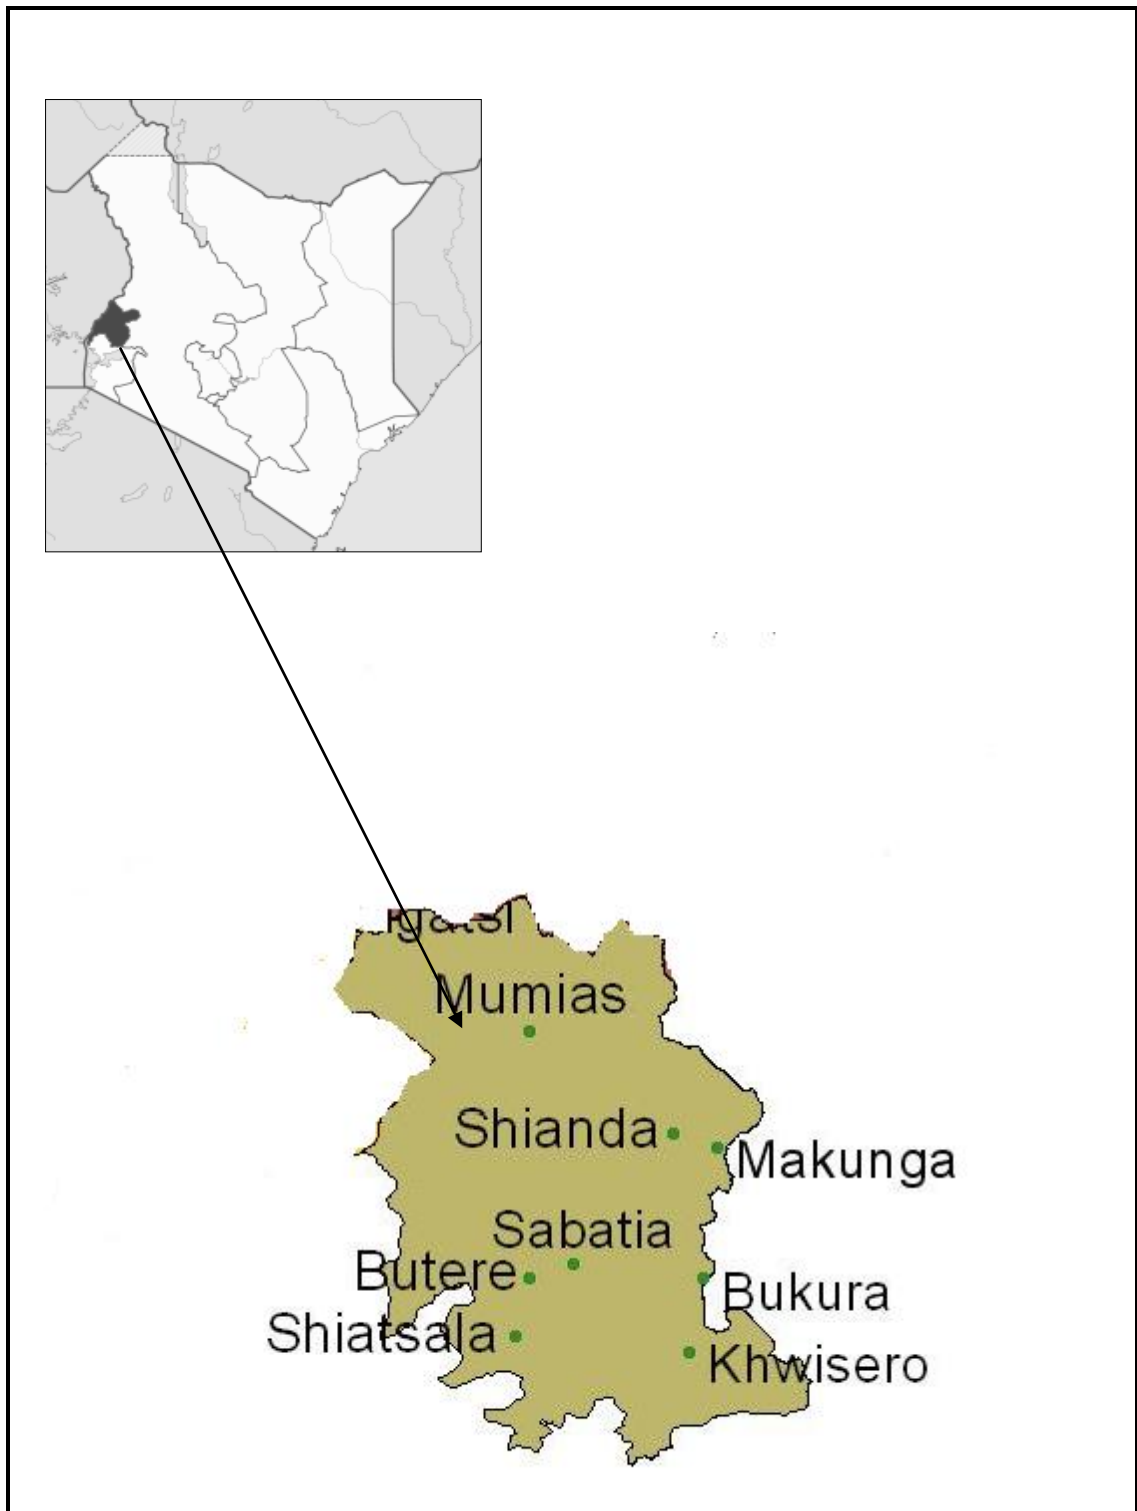 Mumias
Shianda
Makunga
Sabatia
Butere
Bukura
Shiatsala
Khwisero